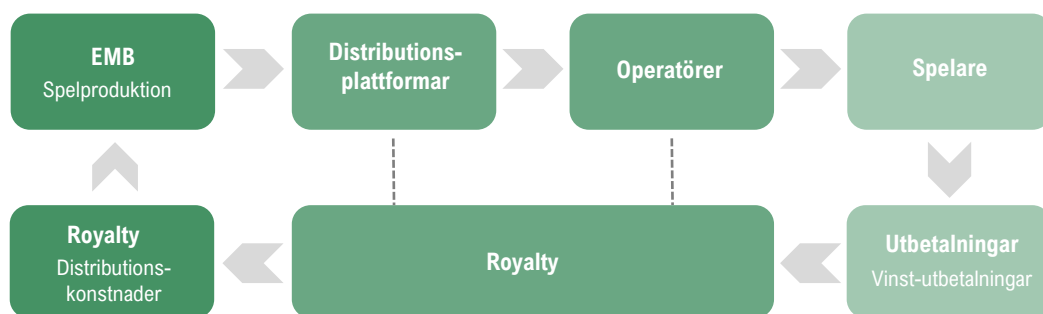 EMB
Spelproduktion
Distributions-
plattformar
Operatörer
Spelare
Royalty
Distributions-
konstnader
Royalty
Utbetalningar
Vinst-utbetalningar